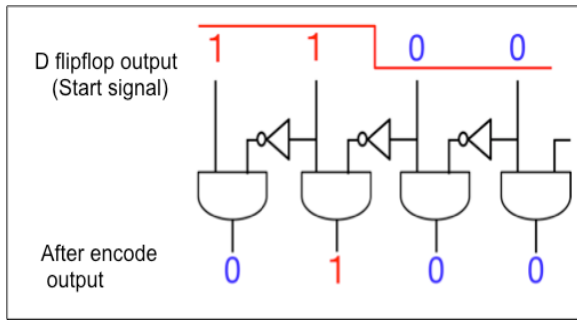 1 1 0 0
D flipflop output
(Start signal)
After encode
output
0 1 0 0